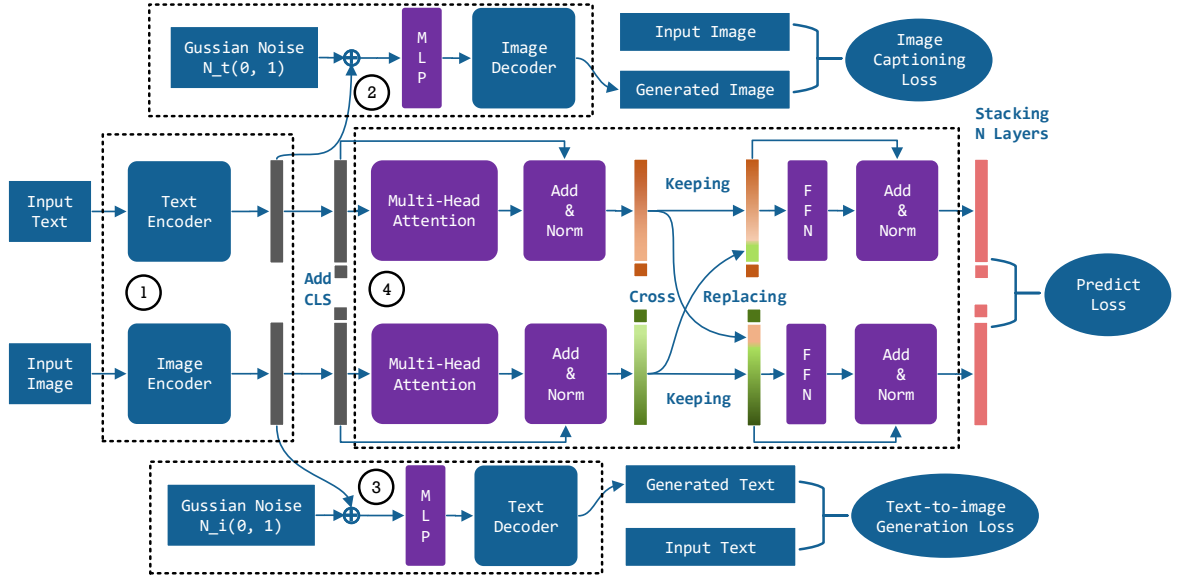 Gussian Noise
N_t(0, 1)
M
L
P
Image
Decoder
Input Image
Generated Image
Image
Captioning
Loss
2
Stacking
N Layers
Input
Text
Text
Encoder
Multi-Head
Attention
Add
&
Norm
Keeping
F
F
N
Add
&
Norm
1
Add
CLS
4
Cross
Replacing
Predict
Loss
Input
Image
Image
Encoder
Multi-Head
Attention
Add
&
Norm
Keeping
F
F
N
Add
&
Norm
3
Gussian Noise
N_i(0, 1)
M
L
P
Text
Decoder
Generated Text
Input Text
Text-to-image
Generation Loss